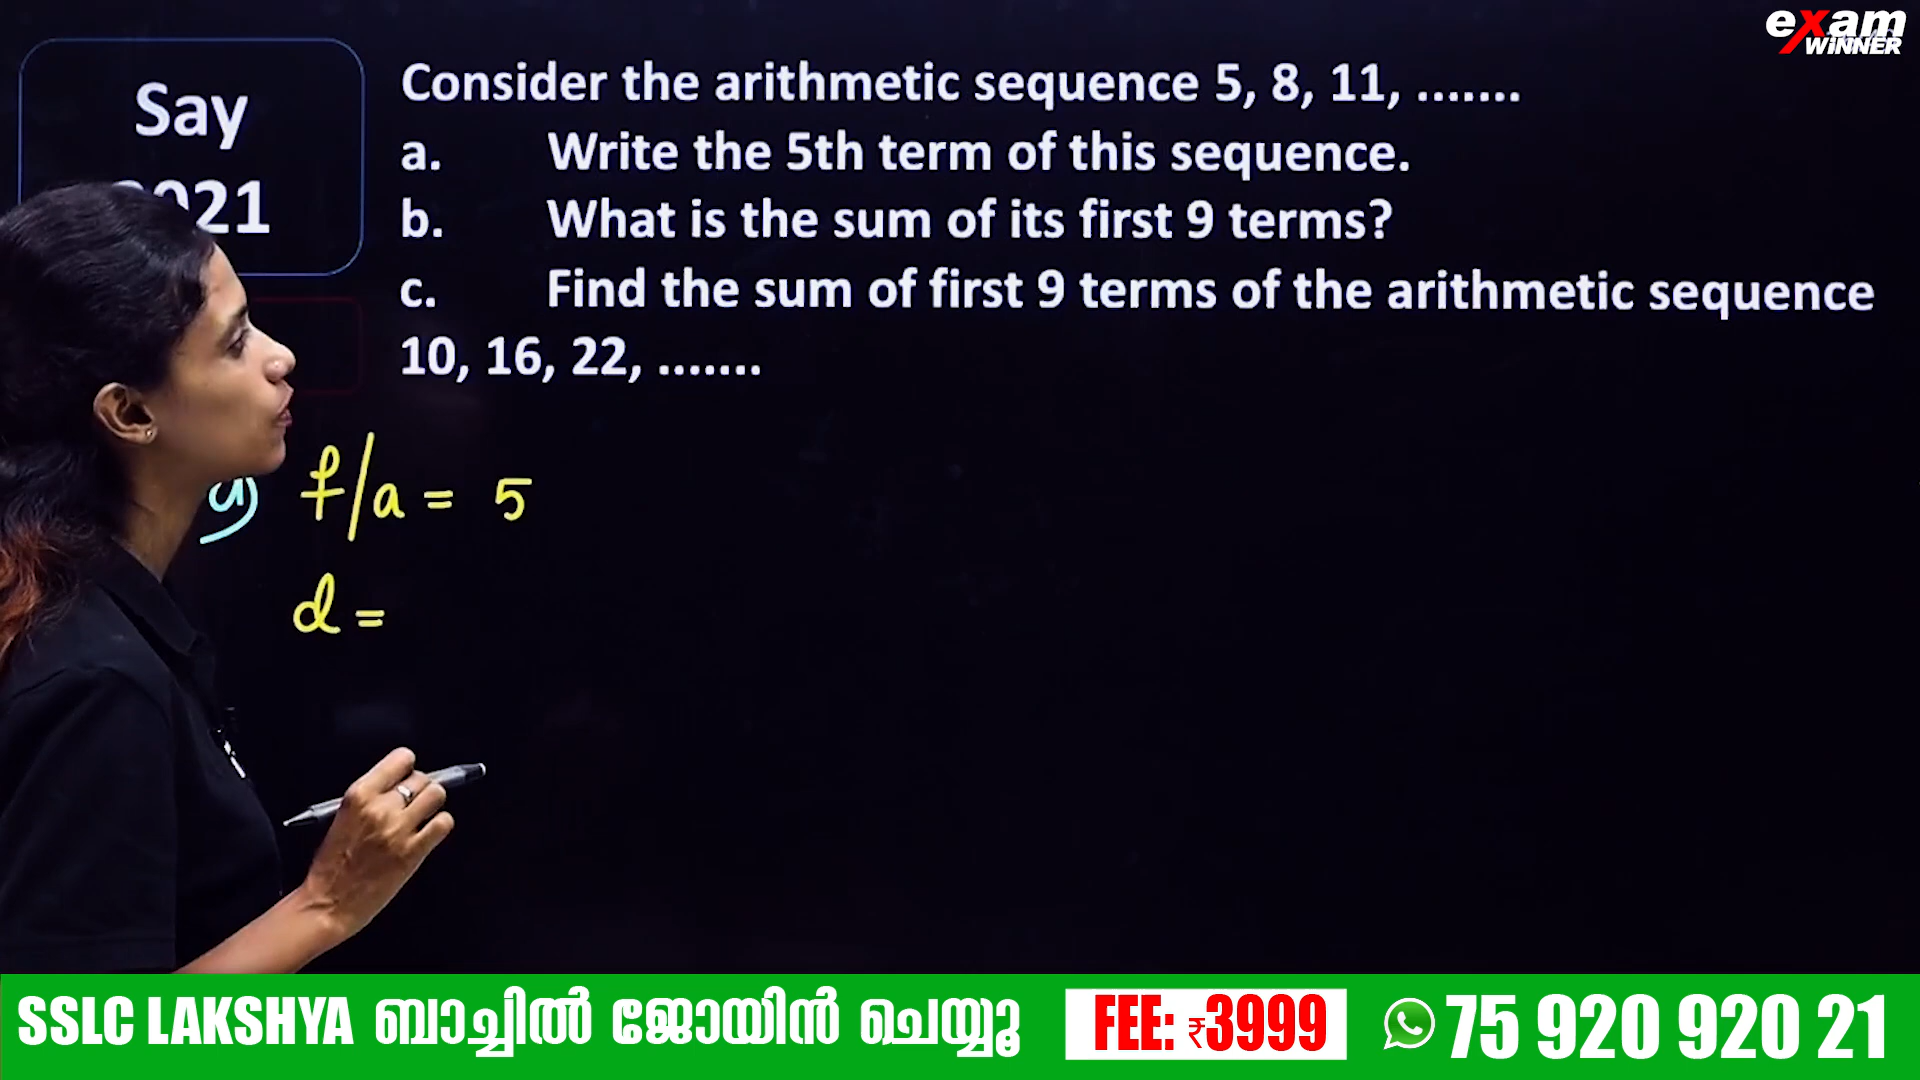 exam
WiNNER
Say
2021
Consider the arithmetic sequence 5, 8, 11, .......
a. Write the 5th term of this sequence.
b. What is the sum of its first 9 terms?
c. Find the sum of first 9 terms of the arithmetic sequence
10, 16, 22, .......
a) f/a = 5
d =
SSLC LAKSHYA ബാച്ചിൽ ജോയിൻ ചെയ്യൂ FEE: ₹3999 75 920 920 21